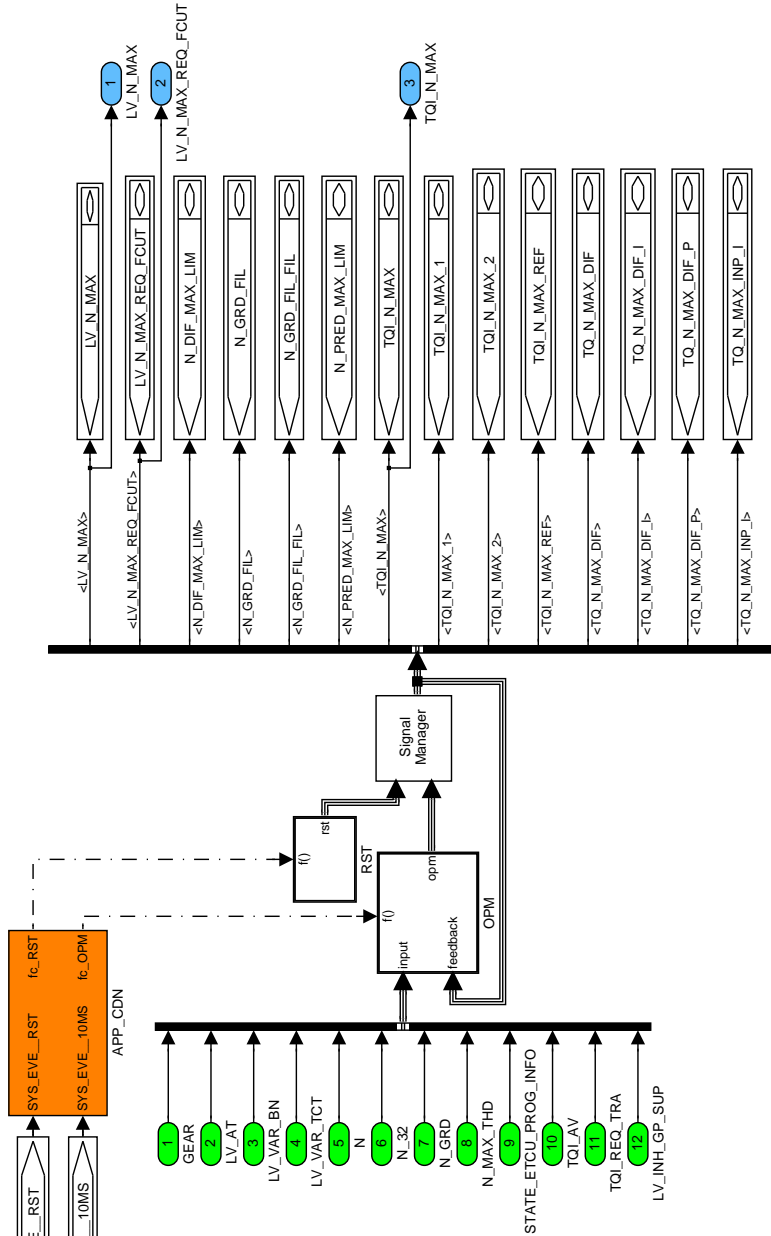 E_RST
_10MS
SYS_EVE__RST
SYS_EVE__10MS
fc_RST
fc_OPM
APP_CDN
1
GEAR
2
LV_AT
3
LV_VAR_BN
4
LV_VAR_TCT
5
N
6
N_32
7
N_GRD
8
N_MAX_THD
9
STATE_ETCU_PROG_INFO
10
TQI_AV
11
TQI_REQ_TRA
12
LV_INH_GP_SUP
f()
rst
RST
f()
input
feedback
opm
OPM
Signal
Manager
<LV_N_MAX>
<LV_N_MAX_REQ_FCUT>
<N_DIF_MAX_LIM>
<N_GRD_FIL>
<N_GRD_FIL_FIL>
<N_PRED_MAX_LIM>
<TQI_N_MAX>
<TQI_N_MAX_1>
<TQI_N_MAX_2>
<TQI_N_MAX_REF>
<TQ_N_MAX_DIF>
<TQ_N_MAX_DIF_I>
<TQ_N_MAX_DIF_P>
<TQ_N_MAX_INP_I>
LV_N_MAX
LV_N_MAX_REQ_FCUT
N_DIF_MAX_LIM
N_GRD_FIL
N_GRD_FIL_FIL
N_PRED_MAX_LIM
TQI_N_MAX
TQI_N_MAX_1
TQI_N_MAX_2
TQI_N_MAX_REF
TQ_N_MAX_DIF
TQ_N_MAX_DIF_I
TQ_N_MAX_DIF_P
TQ_N_MAX_INP_I
1
LV_N_MAX
2
LV_N_MAX_REQ_FCUT
3
TQI_N_MAX